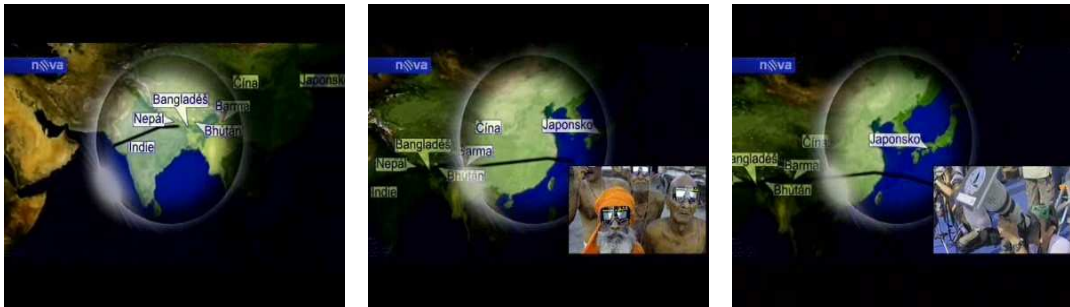 nova
Čína
Japonsko
Bangladéš
Nepál
Barma
Bhútán
Indie
nova
Čína
Japonsko
Bangladéš
Barma
Nepál
Bhútán
Indie
nova
Čína
Japonsko
Bangladéš
Barma
Bhútán